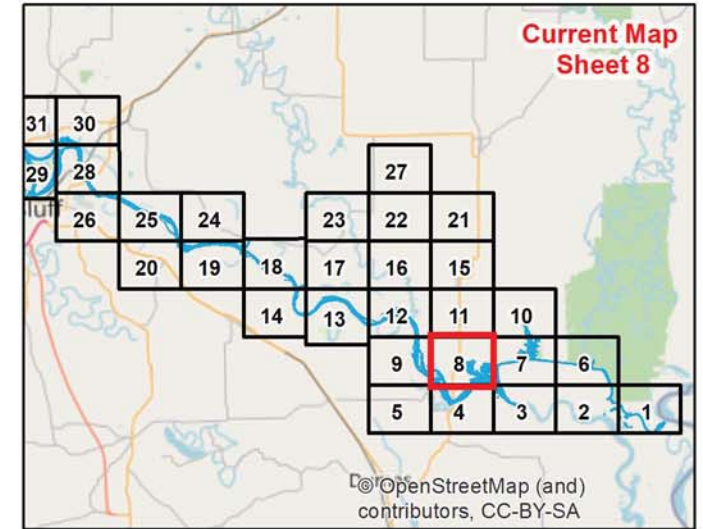 Current Map
Sheet 8
31 30
29 28 27
26 25 24 23 22 21
20 19 18 17 16 15
14 13 12 11 10
9 8 7 6
5 4 3 2 1
© OpenStreetMap (and)
contributors, CC-BY-SA